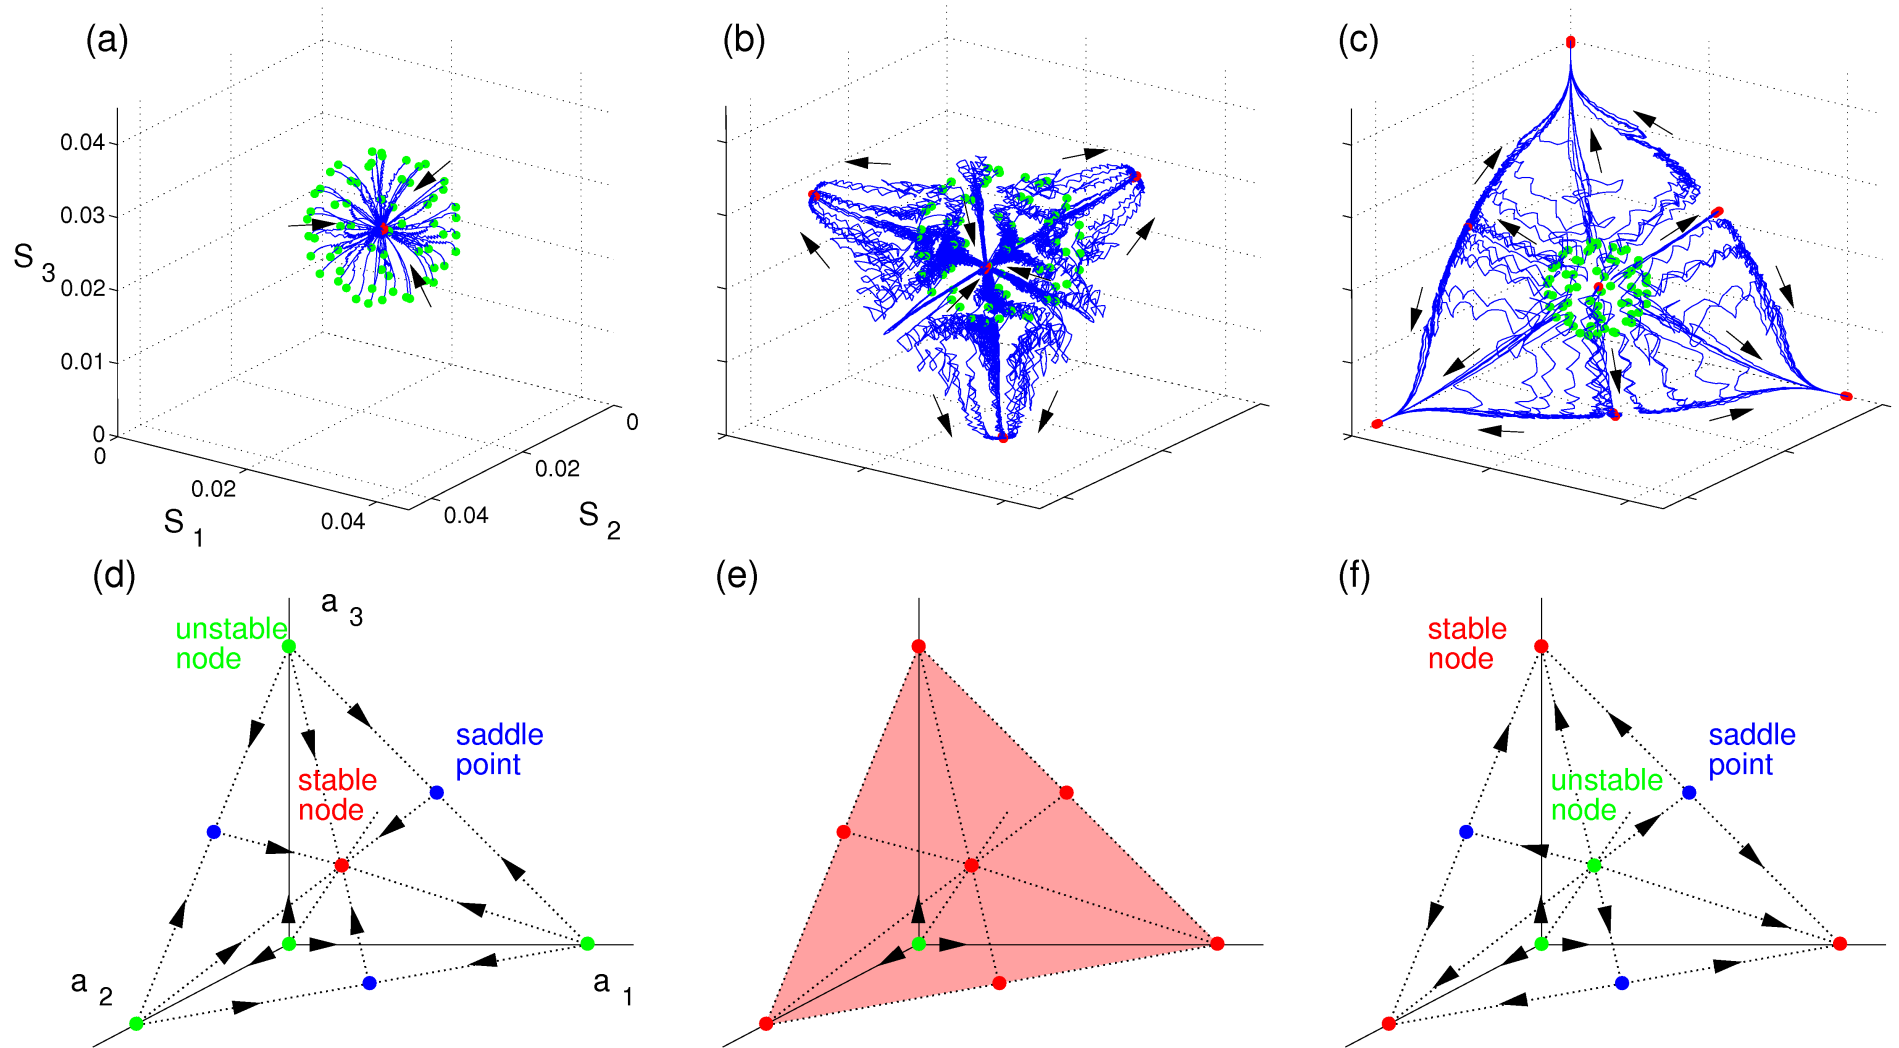 (a)
(b)
(c)
0.04
0.03
0.02
0.01
0
S 3
0
0.02
0.04
S 1
0.04
0.02
0
S 2
(d)
(e)
(f)
a 3
unstable
node
saddle
point
stable
node
a 2
a 1
stable
node
saddle
point
unstable
node